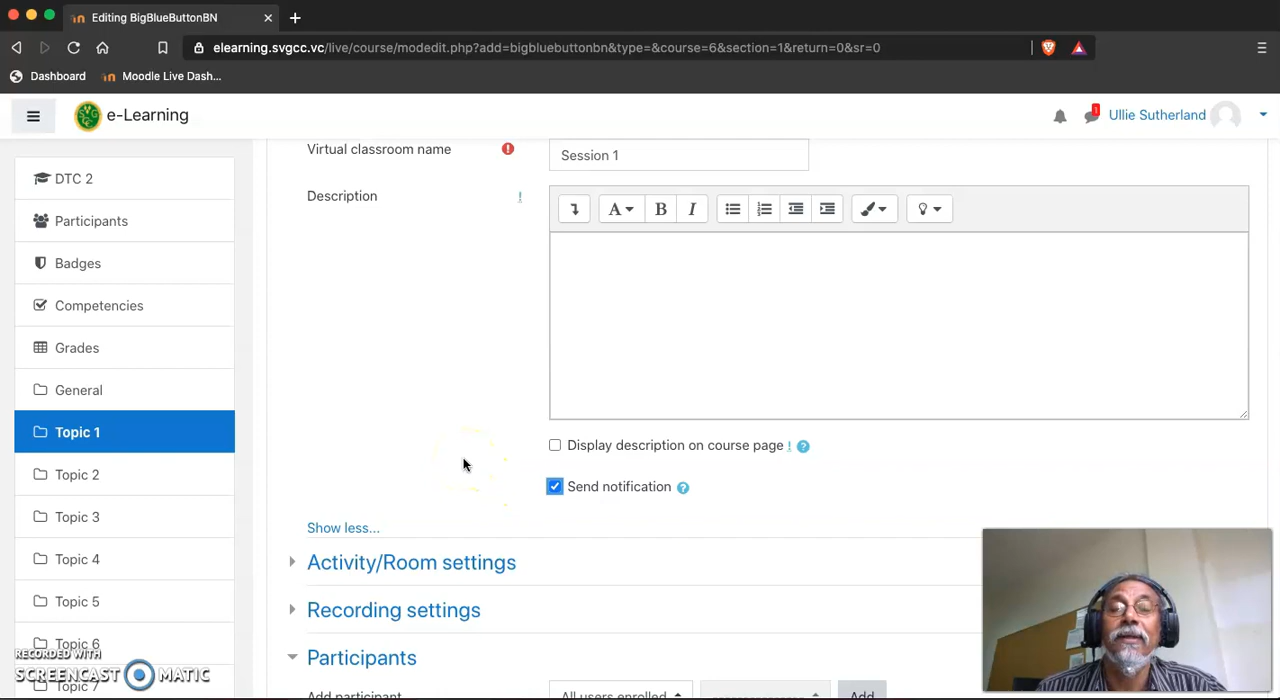 Editing BigBlueButtonBN
elearning.svgcc.vc/live/course/modedit.php?add=bigbluebuttonbn&type=&course=6&section=1&return=0&sr=0
Dashboard
Moodle Live Dash...
e-Learning
1
Ullie Sutherland
DTC 2
Participants
Badges
Competencies
Grades
General
Topic 1
Topic 2
Topic 3
Topic 4
Topic 5
Topic 6
Topic 7
Virtual classroom name
Session 1
Description
A B I
Display description on course page
Send notification
Show less...
Activity/Room settings
Recording settings
Participants
Add participant
All users enrolled
Add
RECORDED WITH
SCREENCAST MATIC